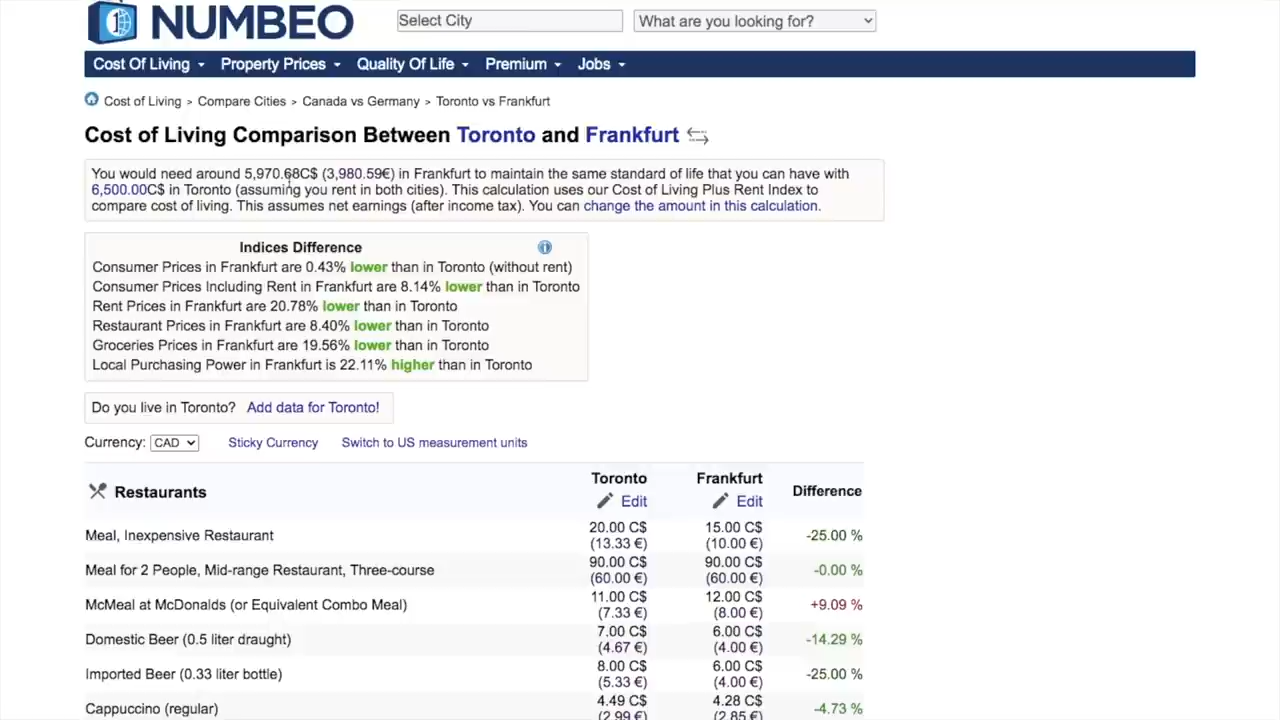 NUMBEO
Select City
What are you looking for?
Cost Of Living Property Prices Quality Of Life Premium Jobs
Cost of Living > Compare Cities > Canada vs Germany > Toronto vs Frankfurt
Cost of Living Comparison Between Toronto and Frankfurt
You would need around 5,970.68C$ (3,980.59€) in Frankfurt to maintain the same standard of life that you can have with
6,500.00C$ in Toronto (assuming you rent in both cities). This calculation uses our Cost of Living Plus Rent Index to
compare cost of living. This assumes net earnings (after income tax). You can change the amount in this calculation.
Indices Difference
Consumer Prices in Frankfurt are 0.43% lower than in Toronto (without rent)
Consumer Prices Including Rent in Frankfurt are 8.14% lower than in Toronto
Rent Prices in Frankfurt are 20.78% lower than in Toronto
Restaurant Prices in Frankfurt are 8.40% lower than in Toronto
Groceries Prices in Frankfurt are 19.56% lower than in Toronto
Local Purchasing Power in Frankfurt is 22.11% higher than in Toronto
Do you live in Toronto? Add data for Toronto!
Currency: CAD Sticky Currency Switch to US measurement units
Restaurants
Toronto Frankfurt Difference
Edit Edit
Meal, Inexpensive Restaurant 20.00 C$ 15.00 C$ -25.00 %
(13.33 €) (10.00 €)
Meal for 2 People, Mid-range Restaurant, Three-course 90.00 C$ 90.00 C$ -0.00 %
(60.00 €) (60.00 €)
McMeal at McDonalds (or Equivalent Combo Meal) 11.00 C$ 12.00 C$ +9.09 %
(7.33 €) (8.00 €)
Domestic Beer (0.5 liter draught) 7.00 C$ 6.00 C$ -14.29 %
(4.67 €) (4.00 €)
Imported Beer (0.33 liter bottle) 8.00 C$ 6.00 C$ -25.00 %
(5.33 €) (4.00 €)
Cappuccino (regular) 4.49 C$ 4.28 C$ -4.73 %
(2.99 €) (2.85 €)